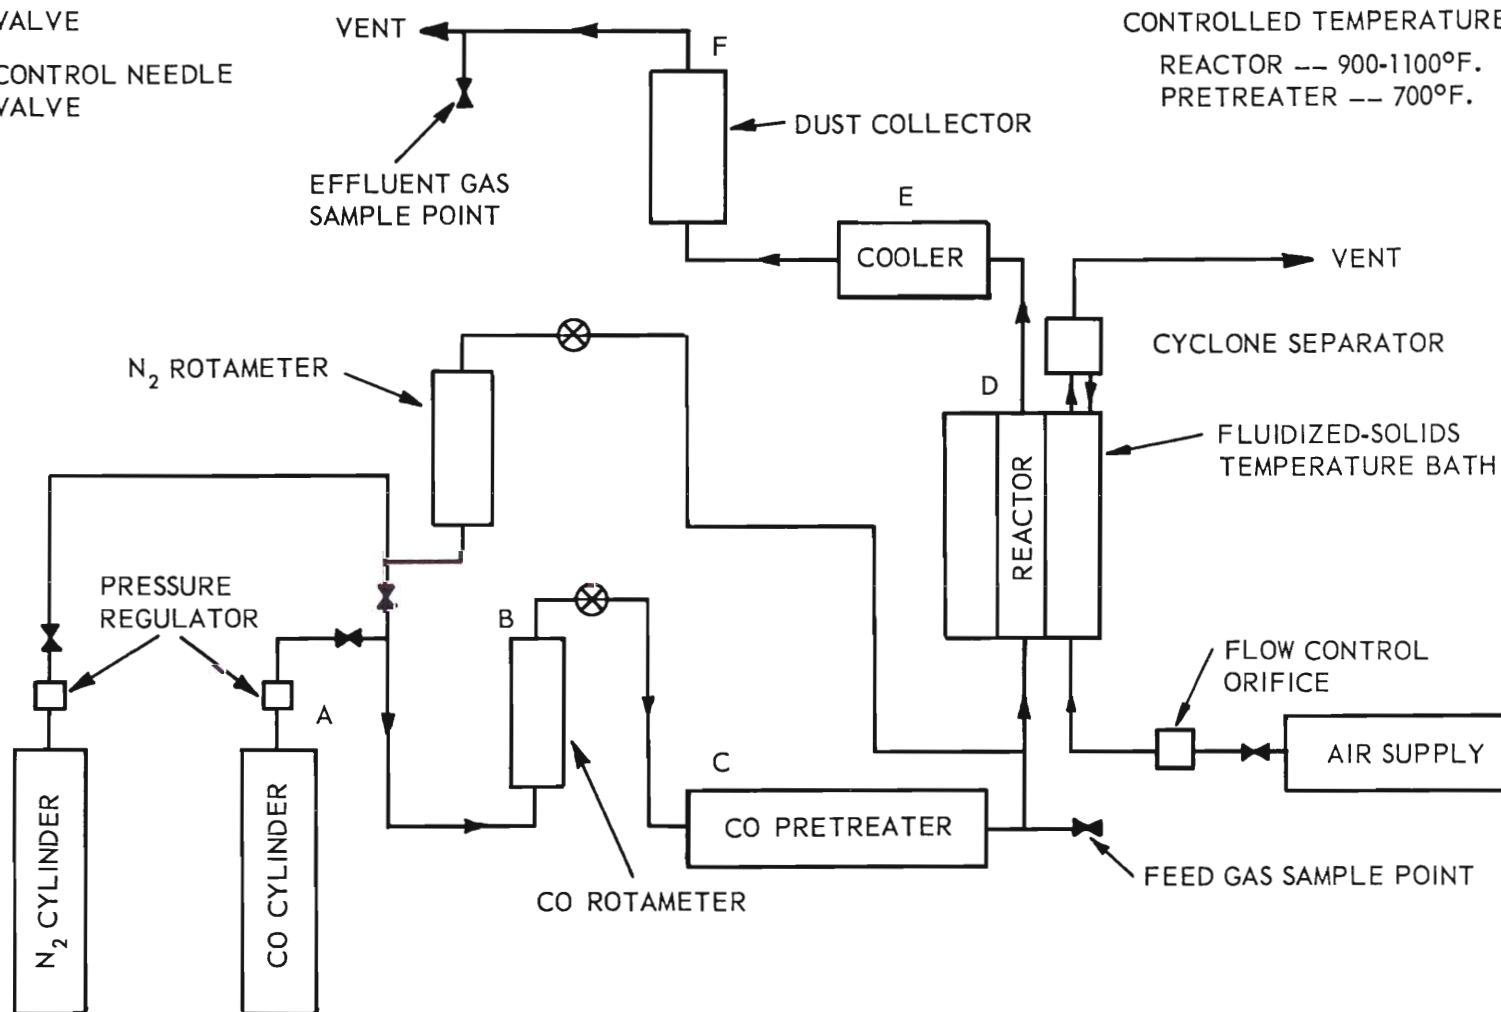 VALVE
CONTROL NEEDLE
VALVE
VENT
F
CONTROLLED TEMPERATURE
REACTOR -- 900-1100°F.
PRETREATER -- 700°F.
DUST COLLECTOR
EFFLUENT GAS
SAMPLE POINT
E
COOLER
VENT
N2 ROTAMETER
CYCLONE SEPARATOR
D
FLUIDIZED-SOLIDS
TEMPERATURE BATH
REACTOR
PRESSURE
REGULATOR
B
FLOW CONTROL
ORIFICE
A
C
AIR SUPPLY
CO PRETREATER
N2 CYLINDER
CO CYLINDER
CO ROTAMETER
FEED GAS SAMPLE POINT